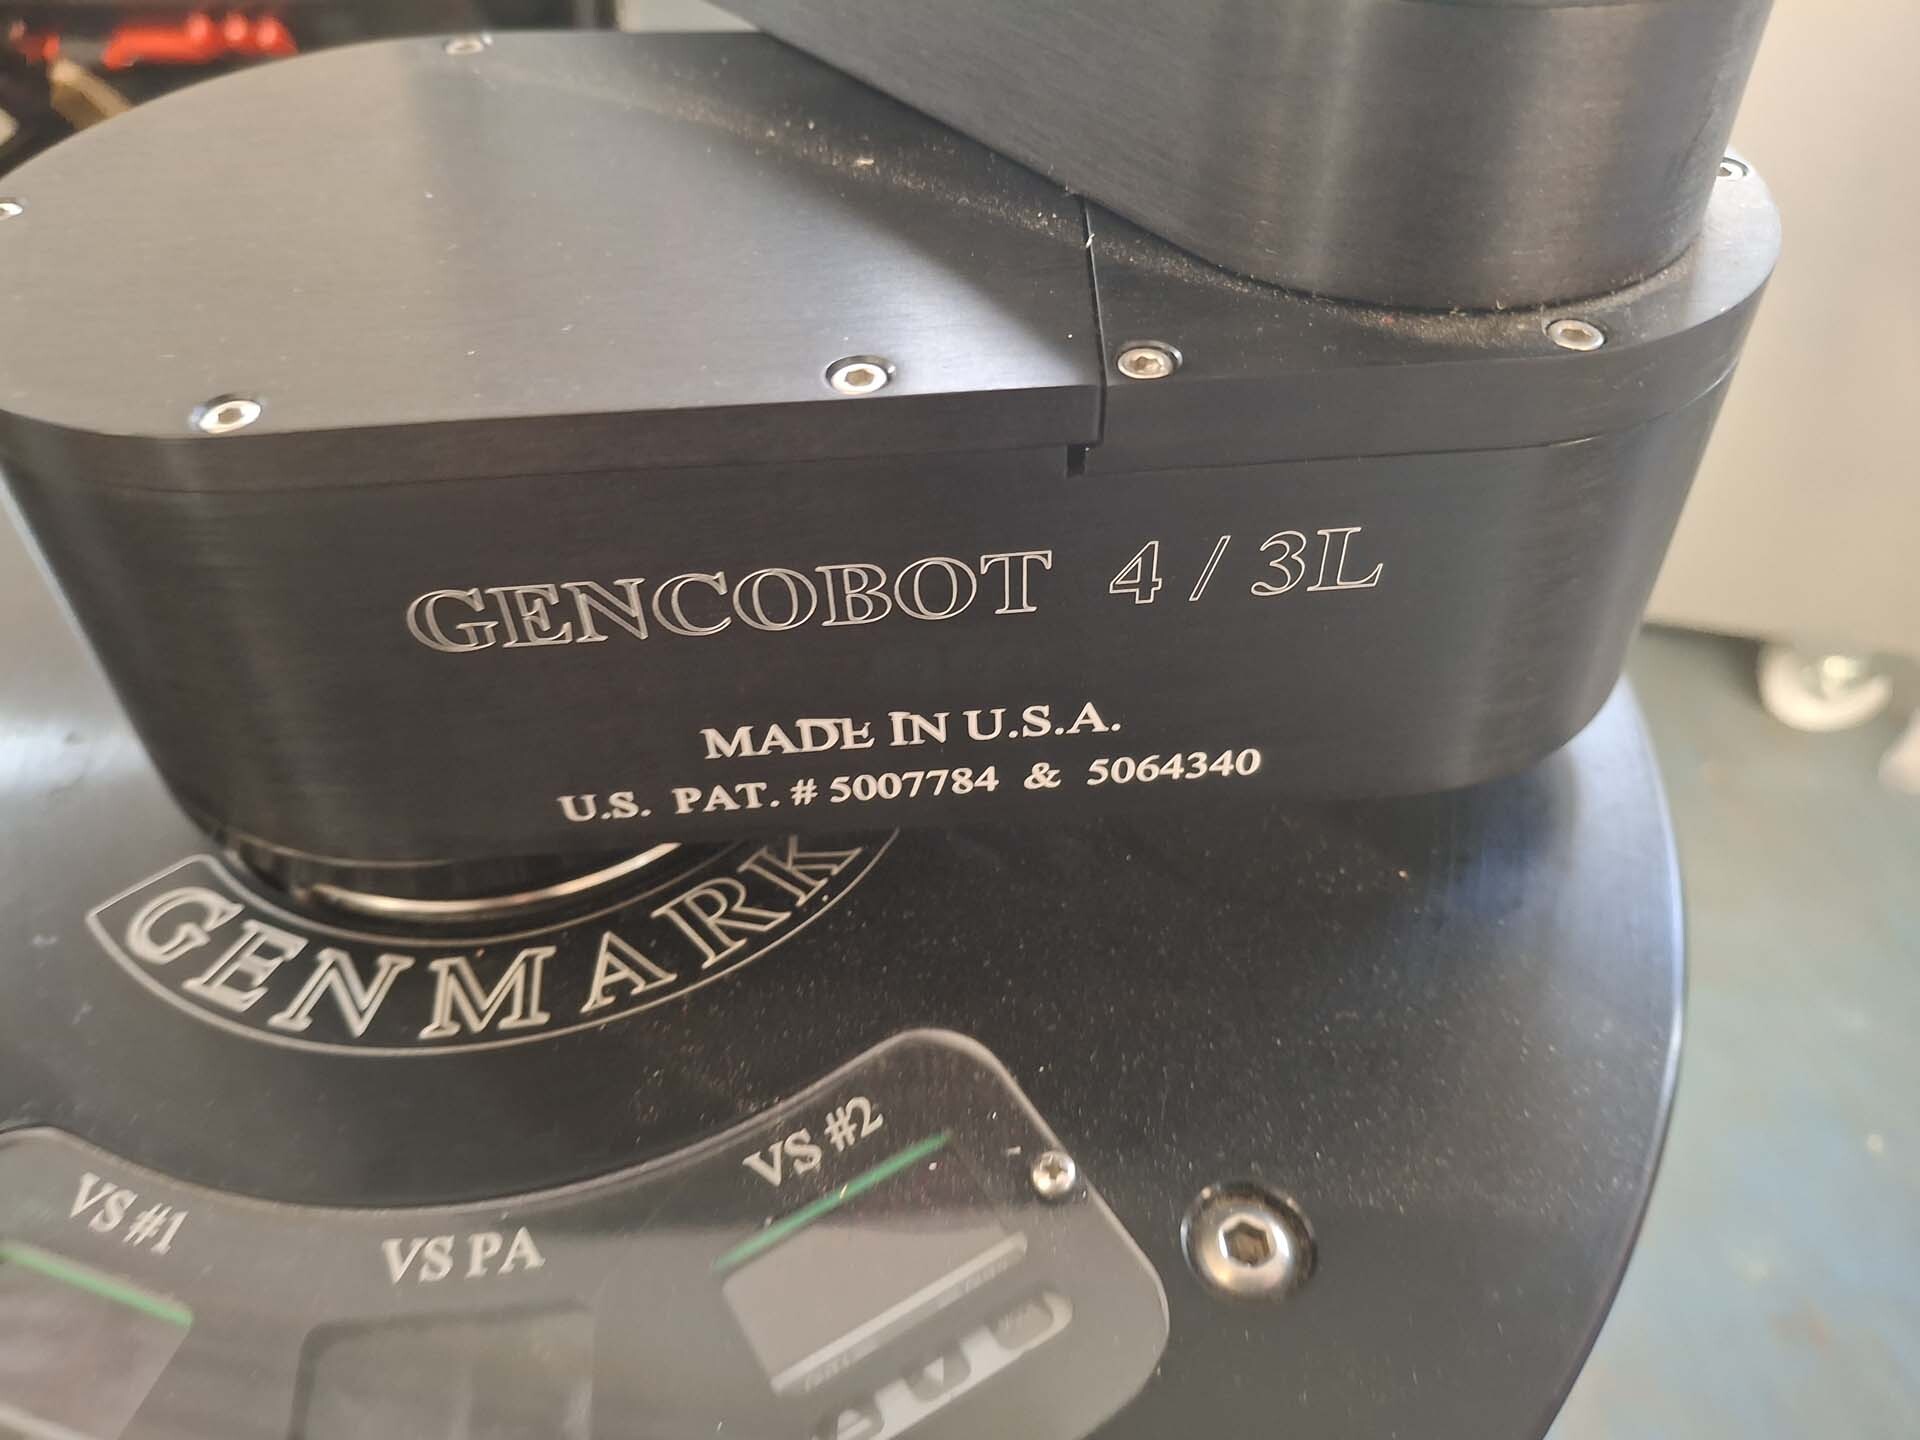 GENCOBOT 4 / 3L
MADE IN U.S.A.
U.S. PAT. # 5007784 & 5064340
GENMARK
VS #1
VS PA
VS #2